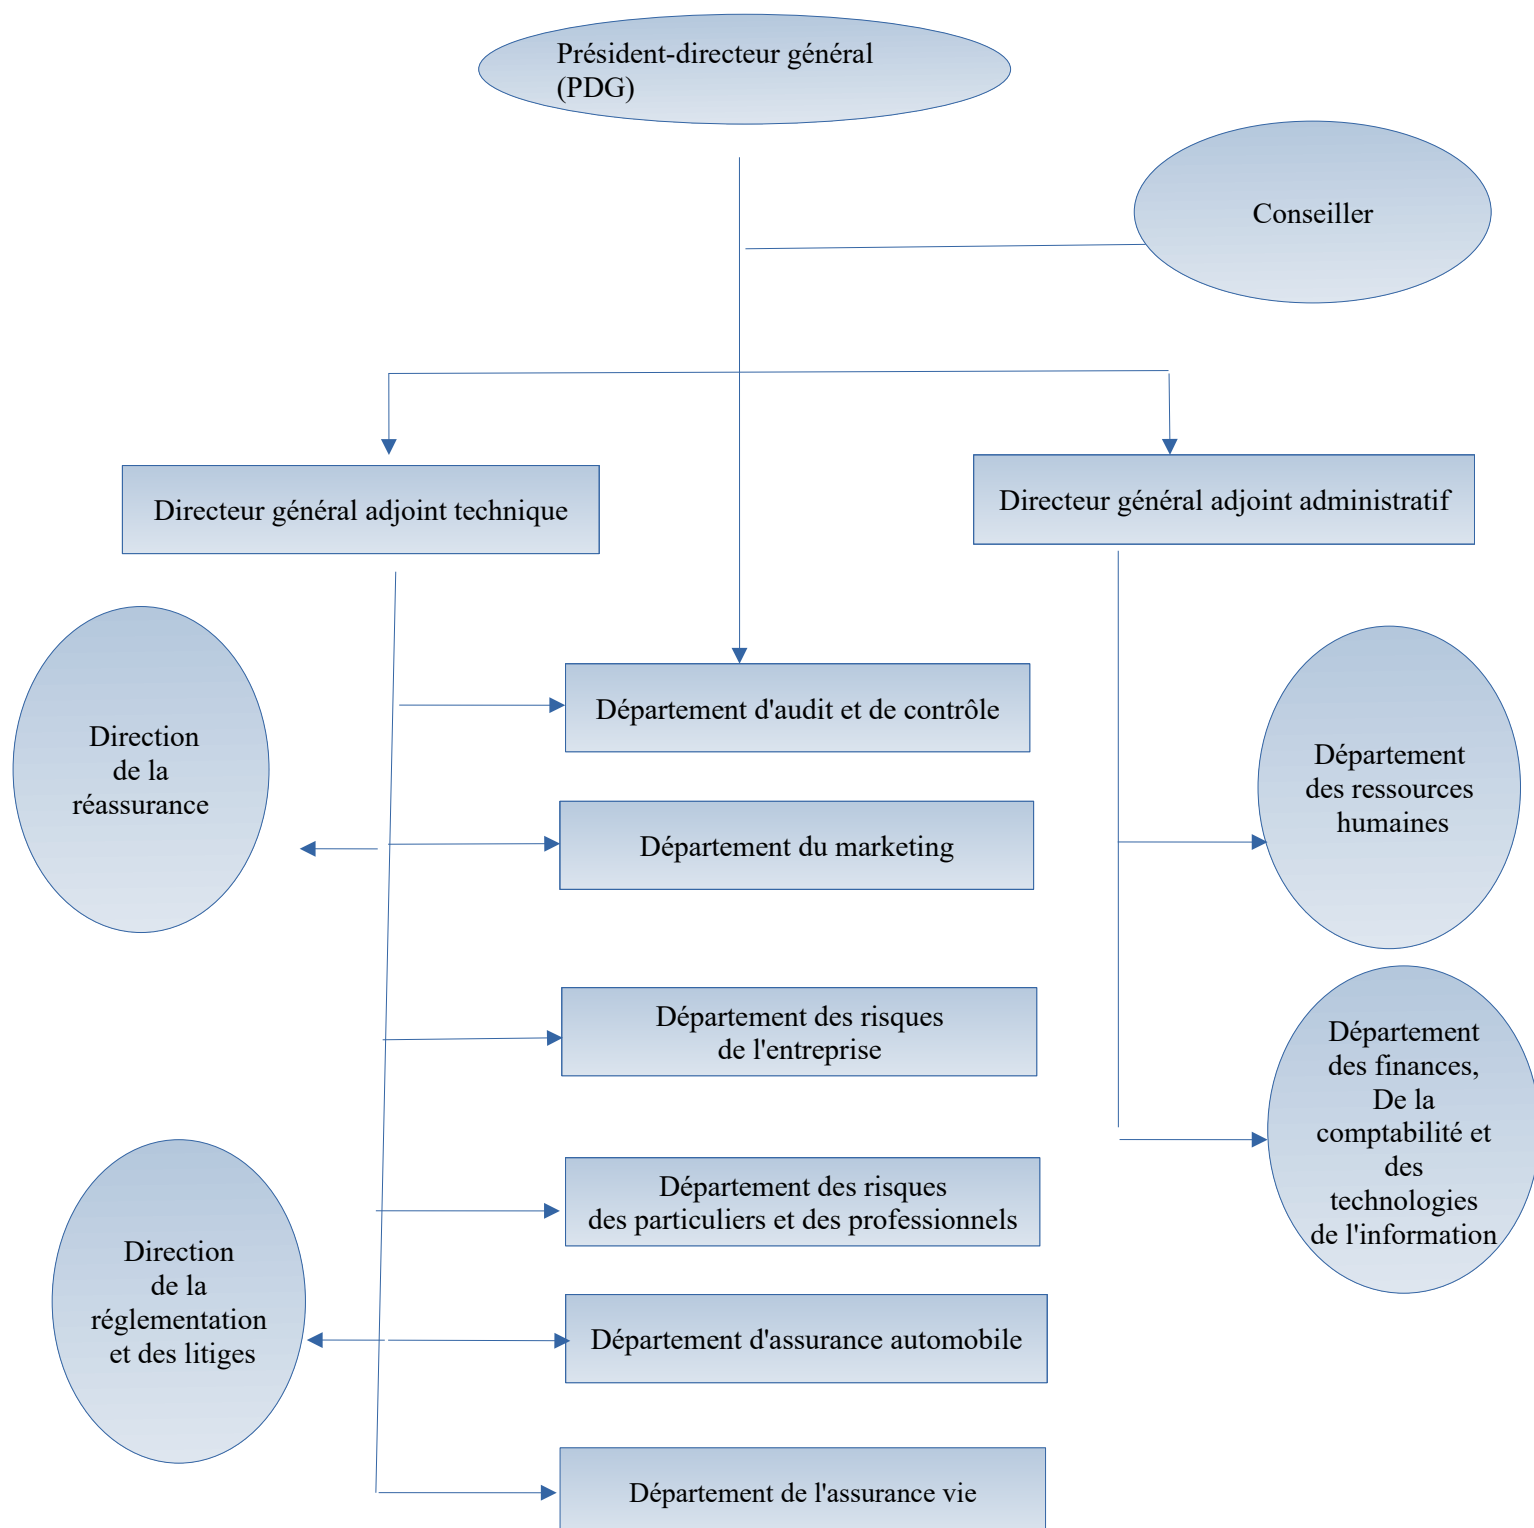 Président-directeur général
(PDG)
Conseiller
Directeur général adjoint technique
Directeur général adjoint administratif
Direction
de la
réassurance
Département d'audit et de contrôle
Département du marketing
Département
des ressources
humaines
Département des risques
de l'entreprise
Département
des finances,
De la
comptabilité et
des
technologies
de l'information
Département des risques
des particuliers et des professionnels
Direction
de la
réglementation
et des litiges
Département d'assurance automobile
Département de l'assurance vie